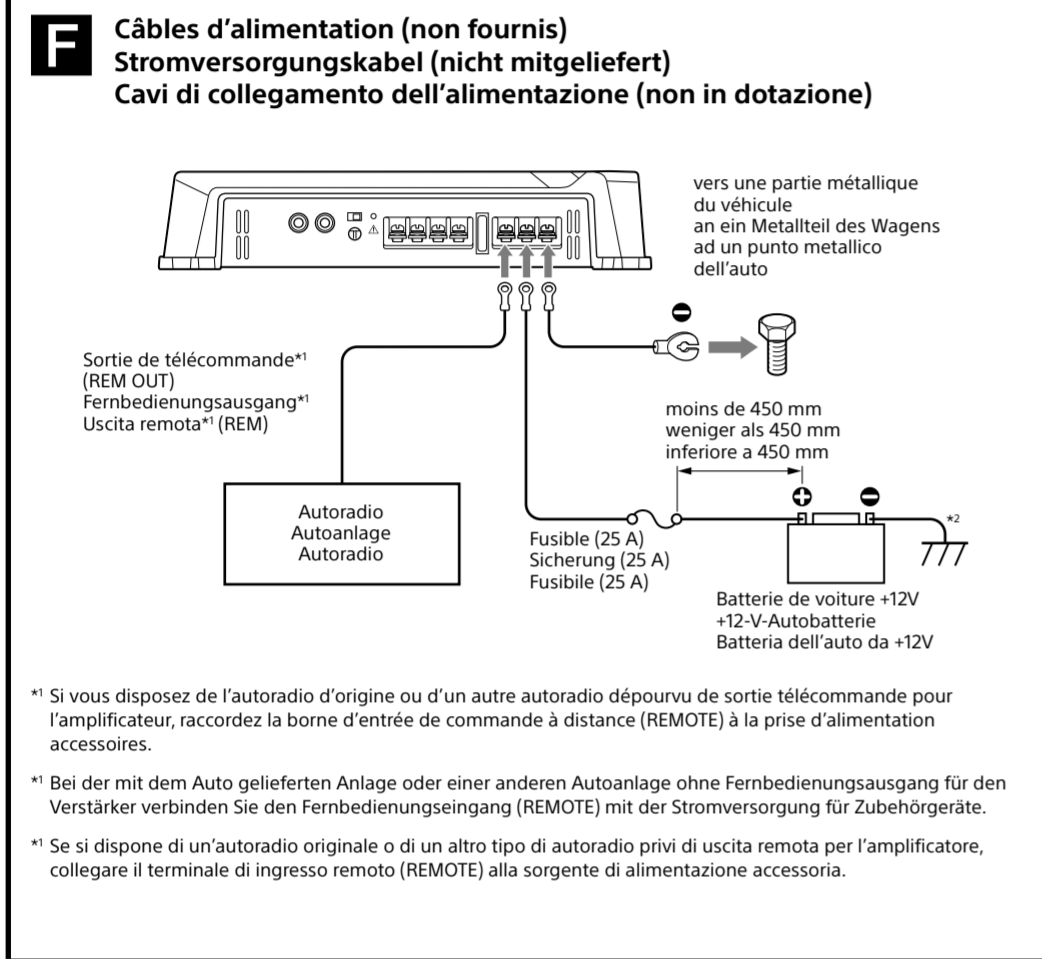 F
Câbles d’alimentation (non fournis)
Stromversorgungskabel (nicht mitgeliefert)
Cavi di collegamento dell’alimentazione (non in dotazione)
vers une partie métallique
du véhicule
an ein Metallteil des Wagens
ad un punto metallico
dell’auto
Sortie de télécommande*1
(REM OUT)
Fernbedienungsausgang*1
Uscita remota*1 (REM)
moins de 450 mm
weniger als 450 mm
inferiore a 450 mm
Autoradio
Autoanlage
Autoradio
Fusible (25 A)
Sicherung (25 A)
Fusibile (25 A)
*2
Batterie de voiture +12V
+12-V-Autobatterie
Batteria dell’auto da +12V
*1 Si vous disposez de l’autoradio d’origine ou d’un autre autoradio dépourvu de sortie télécommande pour
l’amplificateur, raccordez la borne d’entrée de commande à distance (REMOTE) à la prise d’alimentation
accessoires.
*1 Bei der mit dem Auto gelieferten Anlage oder einer anderen Autoanlage ohne Fernbedienungsausgang für den
Verstärker verbinden Sie den Fernbedienungseingang (REMOTE) mit der Stromversorgung für Zubehörgeräte.
*1 Se si dispone di un’autoradio originale o di un altro tipo di autoradio privi di uscita remota per l’amplificatore,
collegare il terminale di ingresso remoto (REMOTE) alla sorgente di alimentazione accessoria.